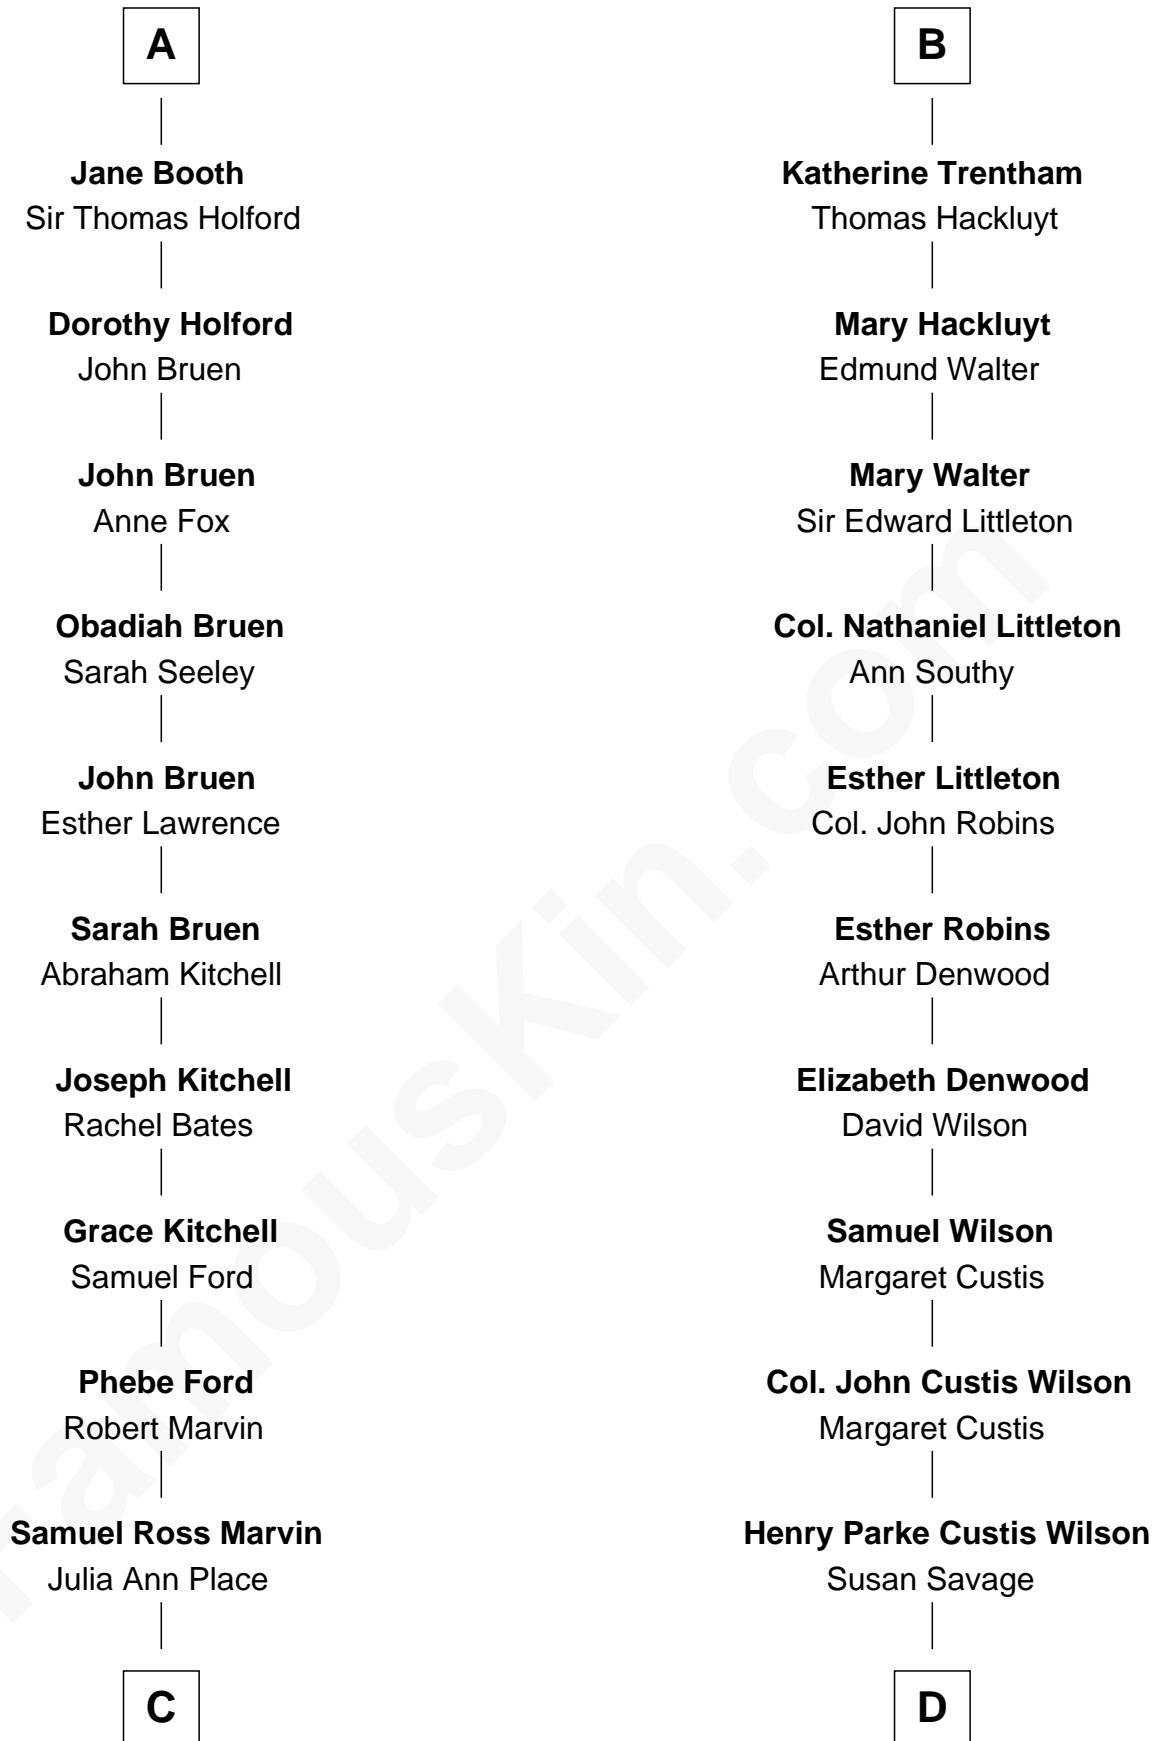 A
Jane Booth
Sir Thomas Holford
Dorothy Holford
John Bruen
John Bruen
Anne Fox
Obadiah Bruen
Sarah Seeley
John Bruen
Esther Lawrence
Sarah Bruen
Abraham Kitchell
Joseph Kitchell
Rachel Bates
Grace Kitchell
Samuel Ford
Phebe Ford
Robert Marvin
Samuel Ross Marvin
Julia Ann Place
C
B
Katherine Trentham
Thomas Hackluyt
Mary Hackluyt
Edmund Walter
Mary Walter
Sir Edward Littleton
Col. Nathaniel Littleton
Ann Southy
Esther Littleton
Col. John Robins
Esther Robins
Arthur Denwood
Elizabeth Denwood
David Wilson
Samuel Wilson
Margaret Custis
Col. John Custis Wilson
Margaret Custis
Henry Parke Custis Wilson
Susan Savage
D
FamousKin.com